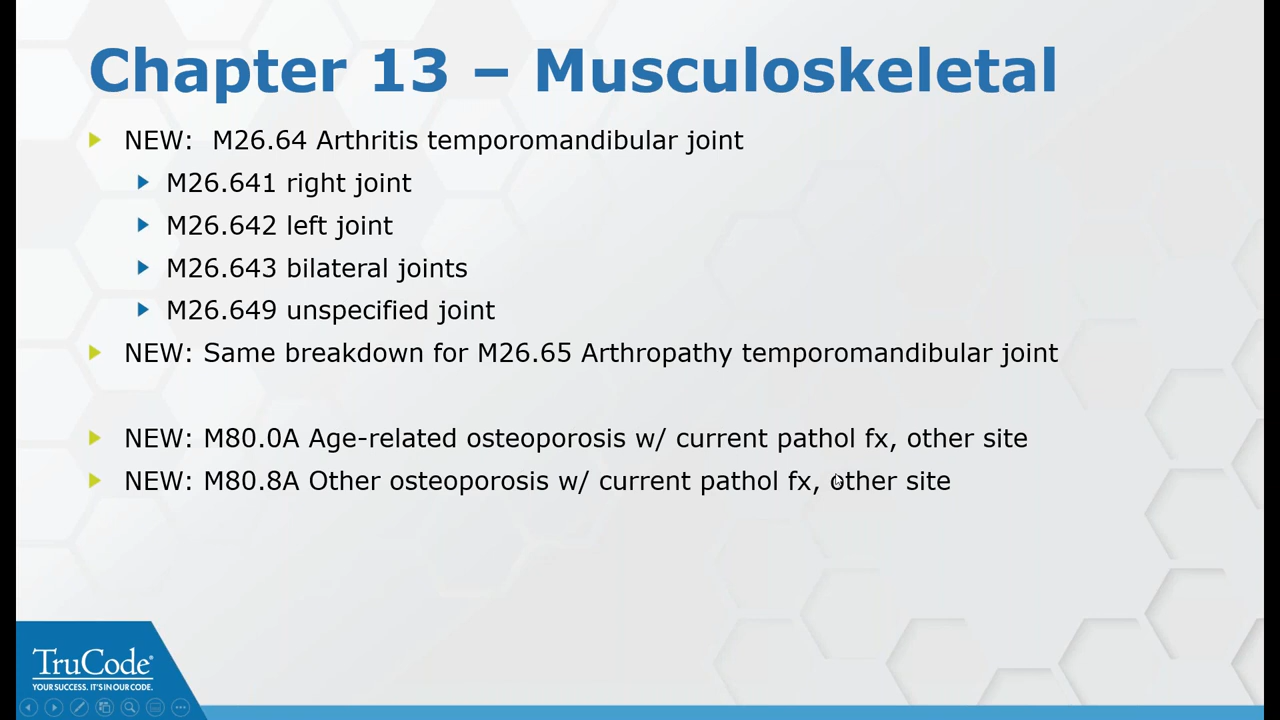 Chapter 13 – Musculoskeletal
NEW:  M26.64 Arthritis temporomandibular joint
M26.641 right joint
M26.642 left joint
M26.643 bilateral joints
M26.649 unspecified joint
NEW: Same breakdown for M26.65 Arthropathy temporomandibular joint
NEW: M80.0A Age-related osteoporosis w/ current pathol fx, other site
NEW: M80.8A Other osteoporosis w/ current pathol fx, other site
TruCode®
YOUR SUCCESS. IT'S IN OUR CODE.